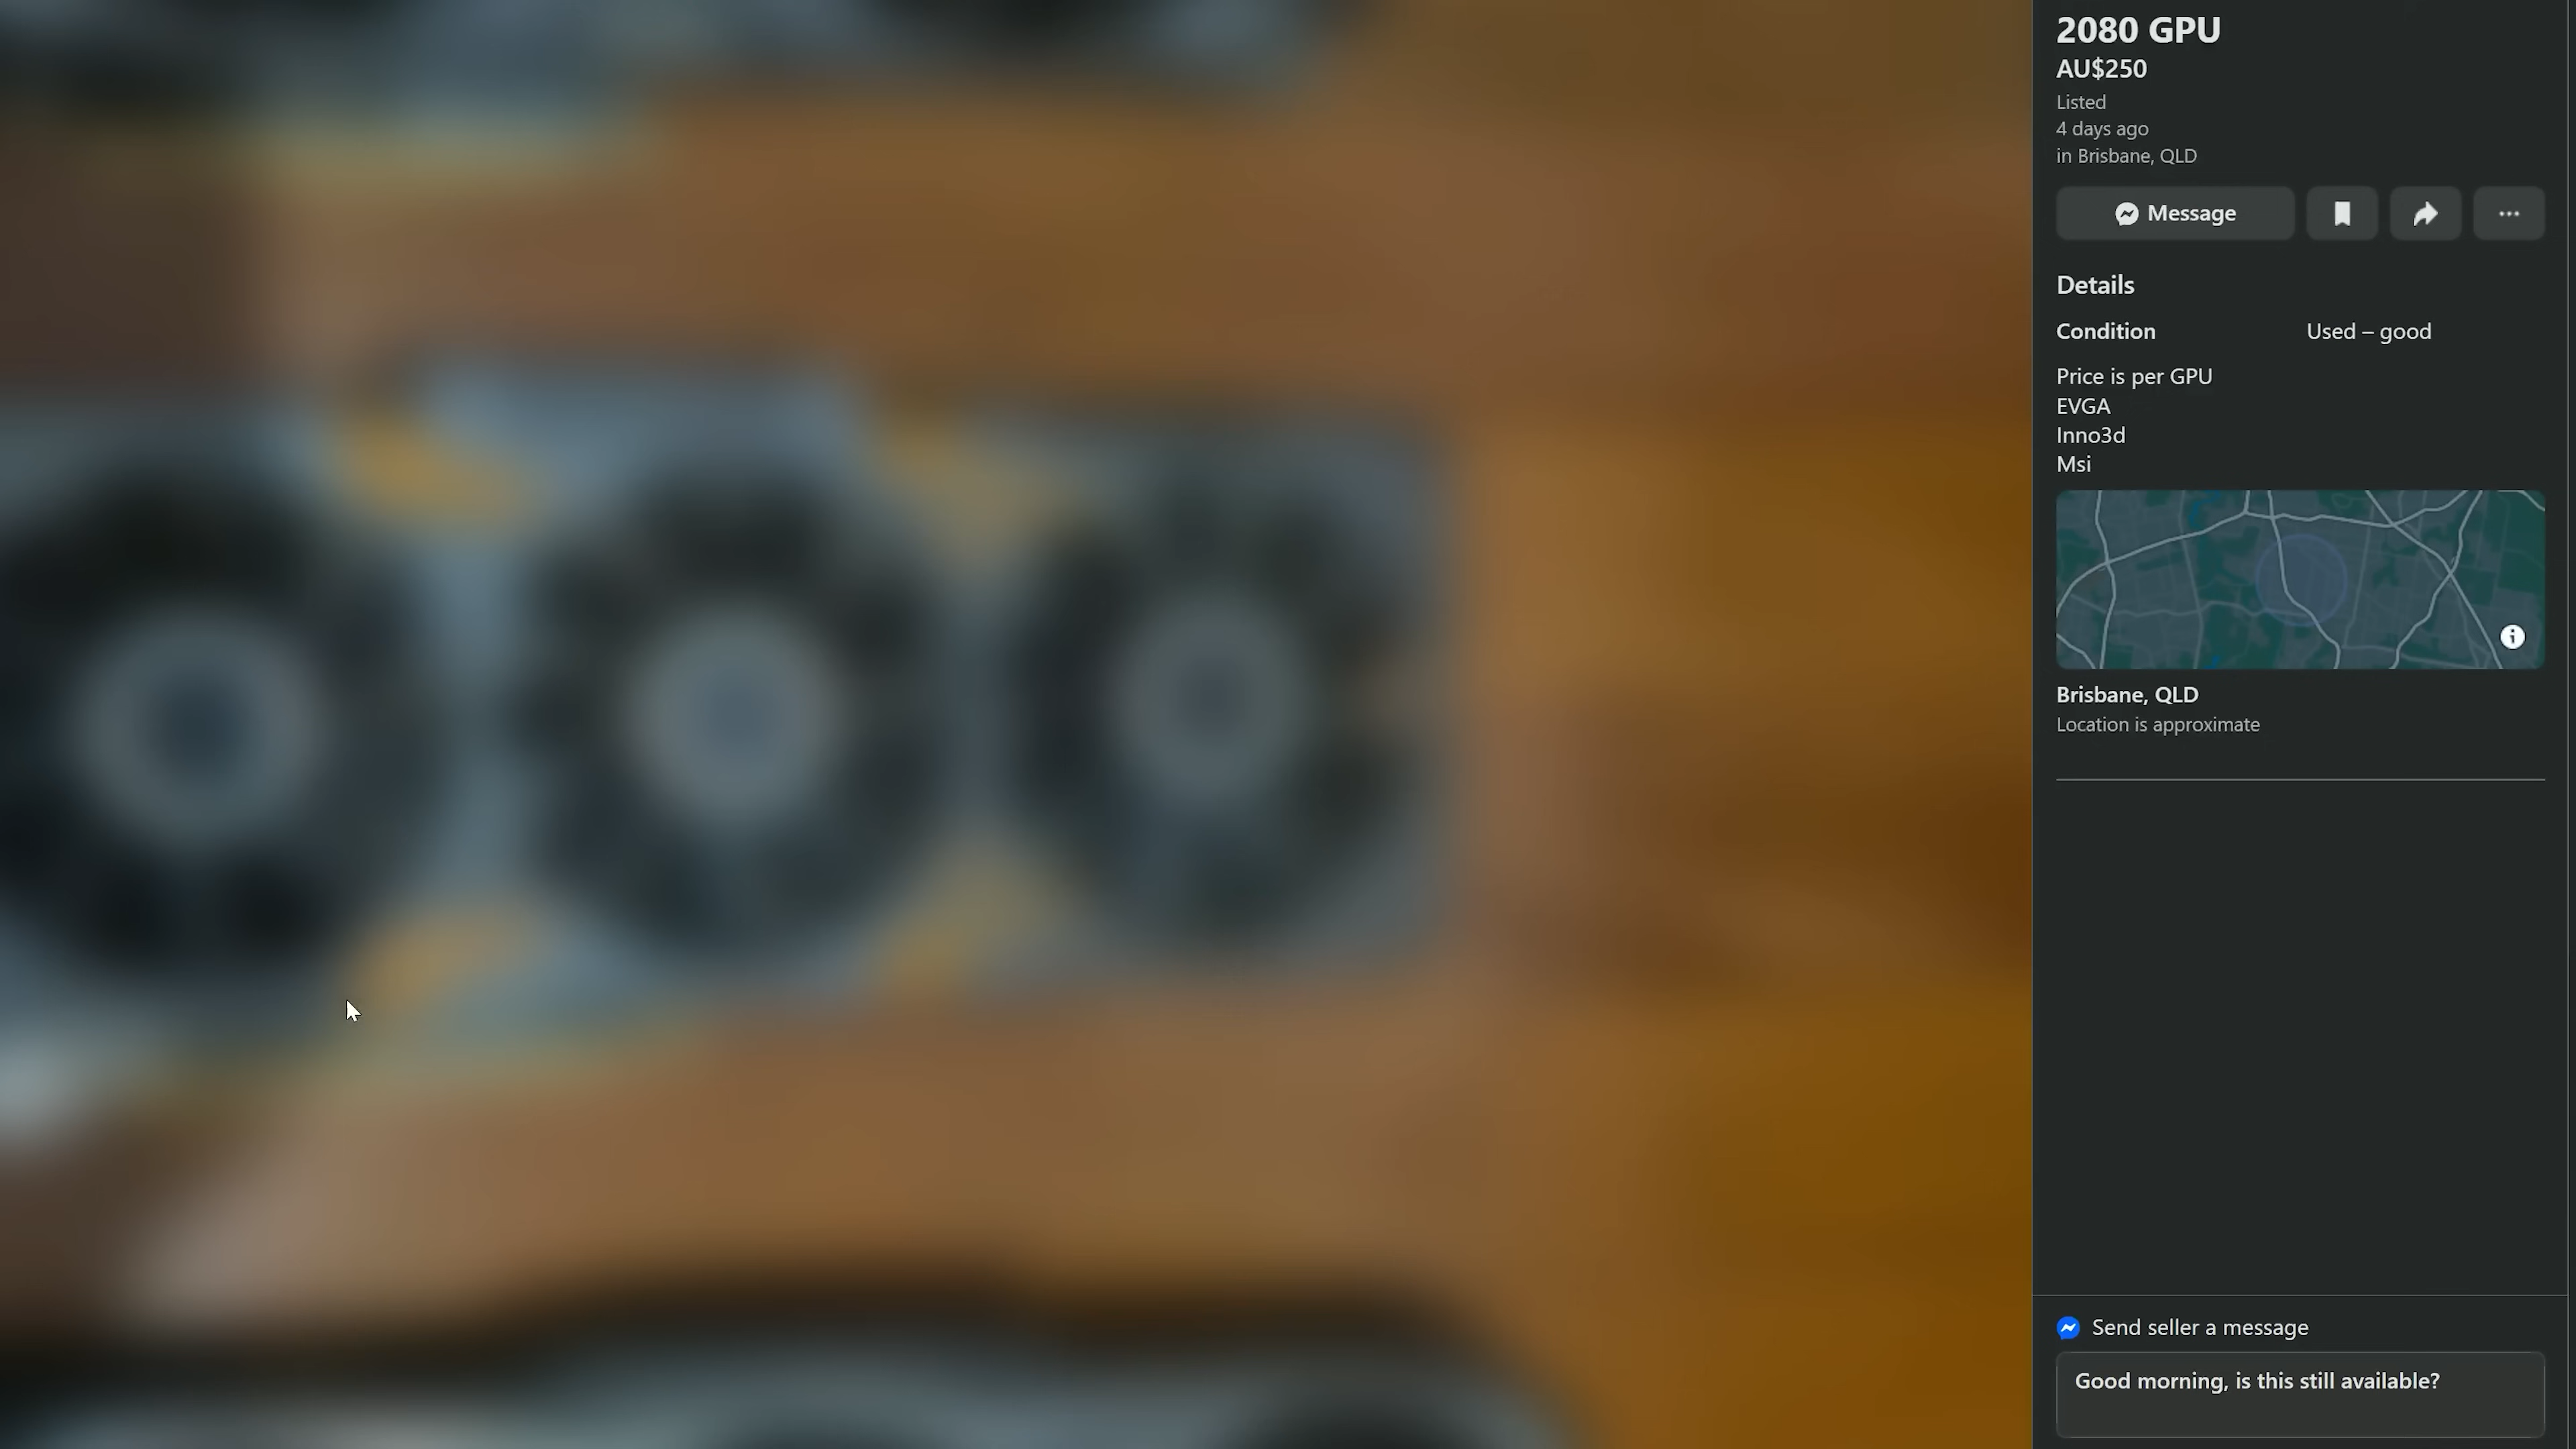 2080 GPU
AU$250
Listed
4 days ago
in Brisbane, QLD
Message
Details
Condition Used – good
Price is per GPU
EVGA
Inno3d
Msi
Brisbane, QLD
Location is approximate
Send seller a message
Good morning, is this still available?